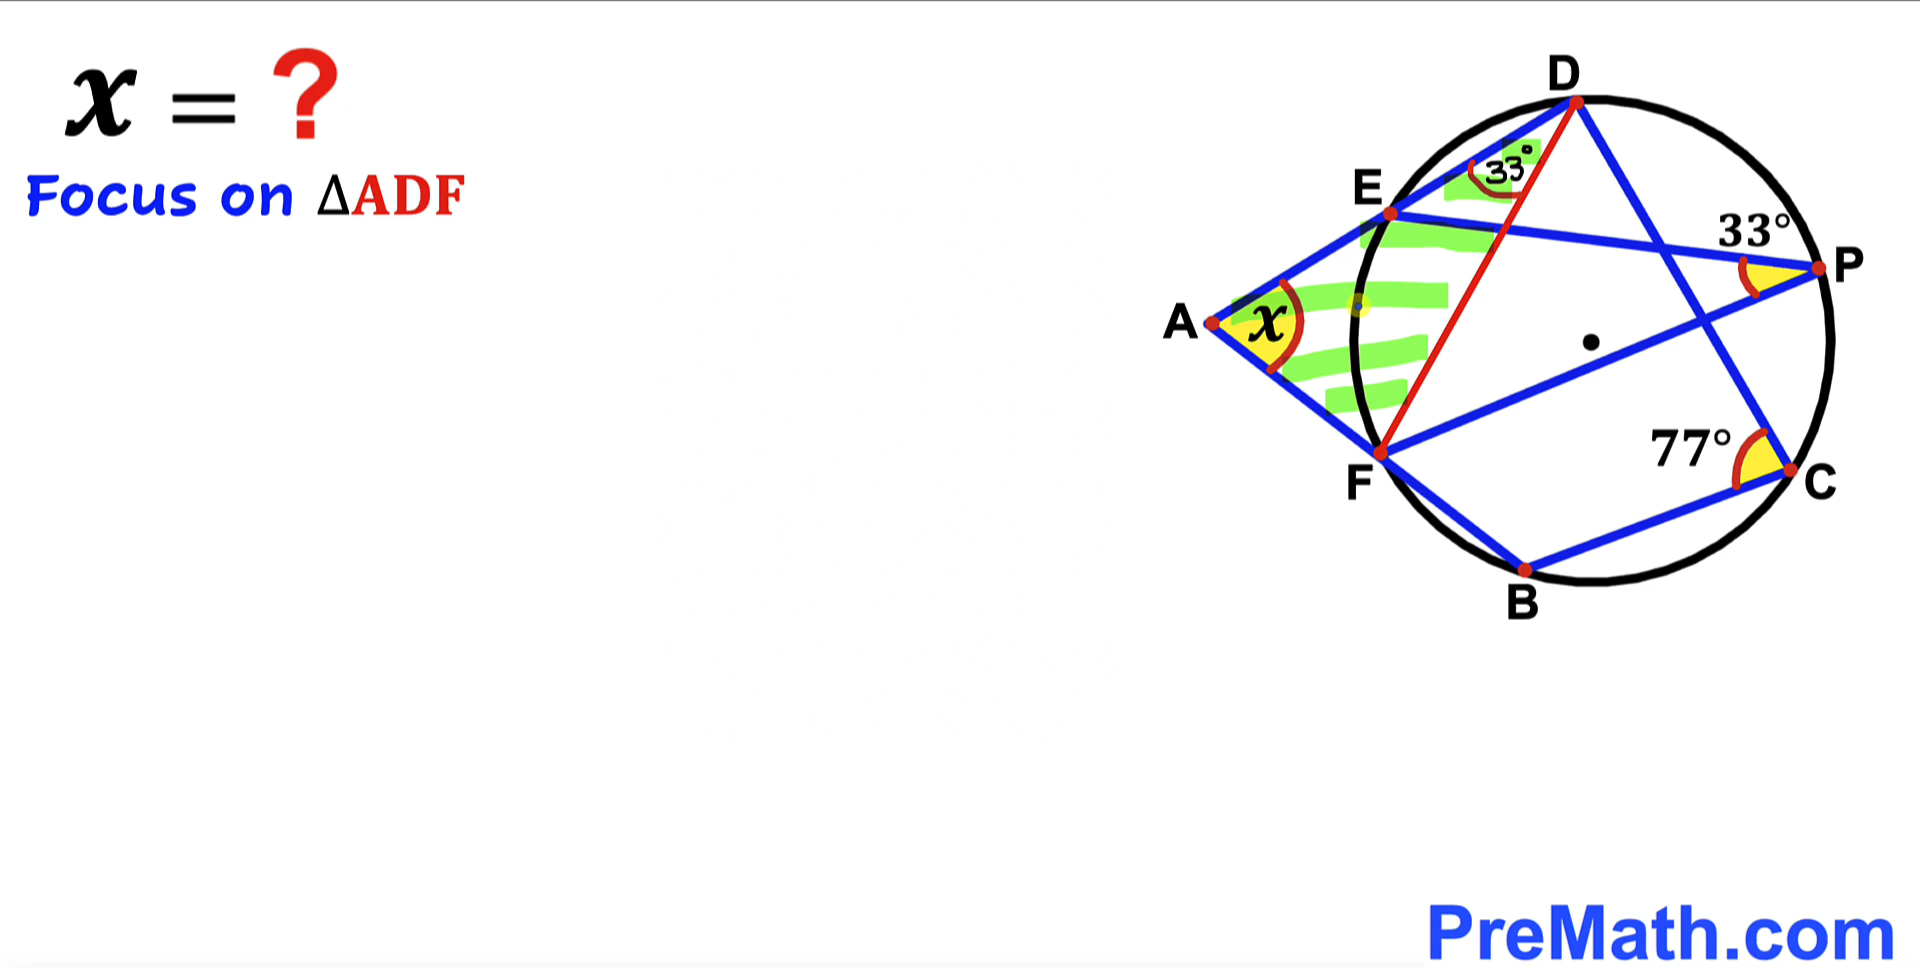 x = ?
Focus on ΔADF
D
33°
E
33°
P
A
x
77°
F
C
B
PreMath.com